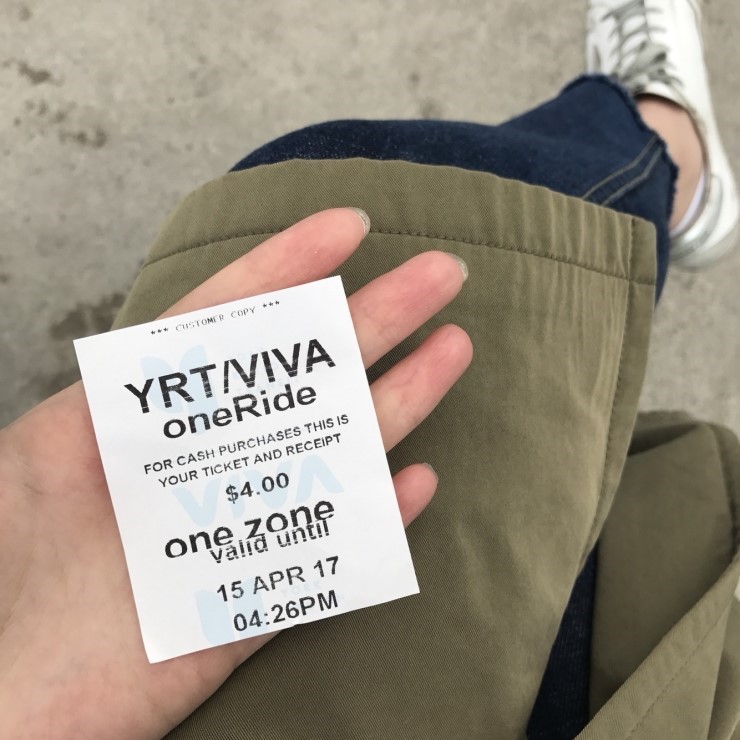 *** CUSTOMER COPY ***
YRT/VIVA
oneRide
FOR CASH PURCHASES THIS IS
YOUR TICKET AND RECEIPT
$4.00
VIVA
one zone
valid until
15 APR 17
04:26PM